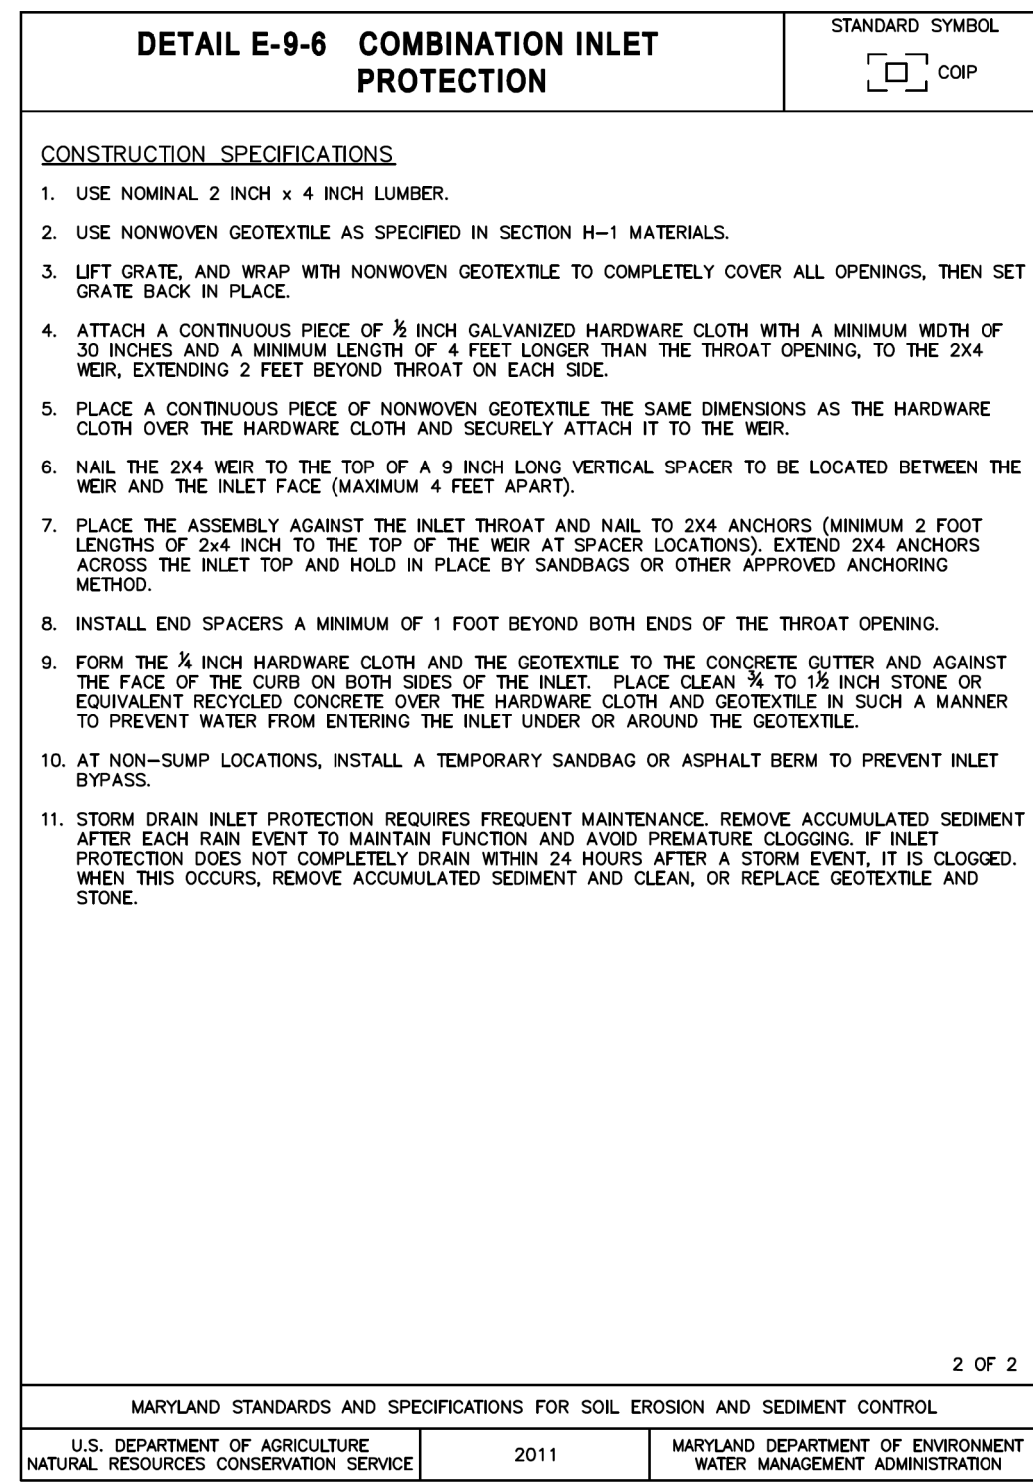 DETAIL E-9-6 COMBINATION INLET
PROTECTION
STANDARD SYMBOL
COIP
CONSTRUCTION SPECIFICATIONS
1. USE NOMINAL 2 INCH x 4 INCH LUMBER.
2. USE NONWOVEN GEOTEXTILE AS SPECIFIED IN SECTION H-1 MATERIALS.
3. LIFT GRATE, AND WRAP WITH NONWOVEN GEOTEXTILE TO COMPLETELY COVER ALL OPENINGS, THEN SET
GRATE BACK IN PLACE.
4. ATTACH A CONTINUOUS PIECE OF ½ INCH GALVANIZED HARDWARE CLOTH WITH A MINIMUM WIDTH OF
30 INCHES AND A MINIMUM LENGTH OF 4 FEET LONGER THAN THE THROAT OPENING, TO THE 2X4
WEIR, EXTENDING 2 FEET BEYOND THROAT ON EACH SIDE.
5. PLACE A CONTINUOUS PIECE OF NONWOVEN GEOTEXTILE THE SAME DIMENSIONS AS THE HARDWARE
CLOTH OVER THE HARDWARE CLOTH AND SECURELY ATTACH IT TO THE WEIR.
6. NAIL THE 2X4 WEIR TO THE TOP OF A 9 INCH LONG VERTICAL SPACER TO BE LOCATED BETWEEN THE
WEIR AND THE INLET FACE (MAXIMUM 4 FEET APART).
7. PLACE THE ASSEMBLY AGAINST THE INLET THROAT AND NAIL TO 2X4 ANCHORS (MINIMUM 2 FOOT
LENGTHS OF 2x4 INCH TO THE TOP OF THE WEIR AT SPACER LOCATIONS). EXTEND 2X4 ANCHORS
ACROSS THE INLET TOP AND HOLD IN PLACE BY SANDBAGS OR OTHER APPROVED ANCHORING
METHOD.
8. INSTALL END SPACERS A MINIMUM OF 1 FOOT BEYOND BOTH ENDS OF THE THROAT OPENING.
9. FORM THE ¼ INCH HARDWARE CLOTH AND THE GEOTEXTILE TO THE CONCRETE GUTTER AND AGAINST
THE FACE OF THE CURB ON BOTH SIDES OF THE INLET. PLACE CLEAN ¾ TO 1½ INCH STONE OR
EQUIVALENT RECYCLED CONCRETE OVER THE HARDWARE CLOTH AND GEOTEXTILE IN SUCH A MANNER
TO PREVENT WATER FROM ENTERING THE INLET UNDER OR AROUND THE GEOTEXTILE.
10. AT NON-SUMP LOCATIONS, INSTALL A TEMPORARY SANDBAG OR ASPHALT BERM TO PREVENT INLET
BYPASS.
11. STORM DRAIN INLET PROTECTION REQUIRES FREQUENT MAINTENANCE. REMOVE ACCUMULATED SEDIMENT
AFTER EACH RAIN EVENT TO MAINTAIN FUNCTION AND AVOID PREMATURE CLOGGING. IF INLET
PROTECTION DOES NOT COMPLETELY DRAIN WITHIN 24 HOURS AFTER A STORM EVENT, IT IS CLOGGED.
WHEN THIS OCCURS, REMOVE ACCUMULATED SEDIMENT AND CLEAN, OR REPLACE GEOTEXTILE AND
STONE.
2 OF 2
MARYLAND STANDARDS AND SPECIFICATIONS FOR SOIL EROSION AND SEDIMENT CONTROL
U.S. DEPARTMENT OF AGRICULTURE
NATURAL RESOURCES CONSERVATION SERVICE
2011
MARYLAND DEPARTMENT OF ENVIRONMENT
WATER MANAGEMENT ADMINISTRATION